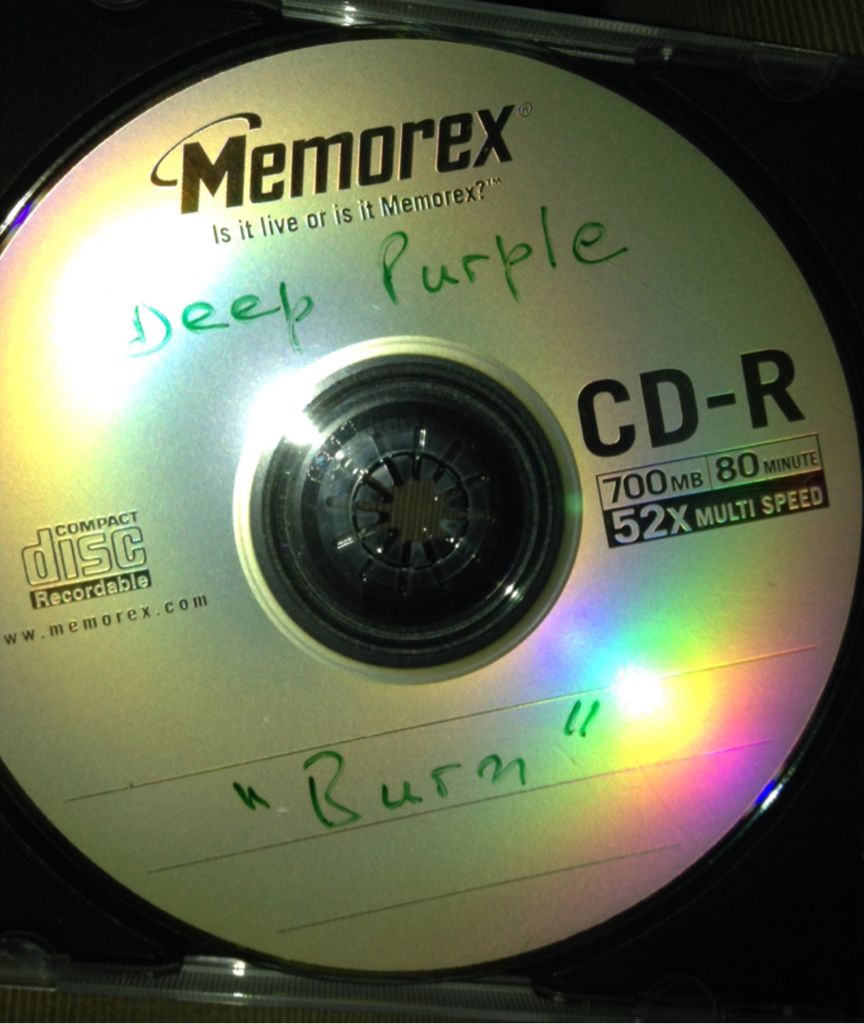 Memorex®
Is it live or is it Memorex?™
Deep Purple
CD-R
700MB 80 MINUTE
52X MULTI SPEED
COMPACT
disc
Recordable
ww.memorex.com
"Burn"